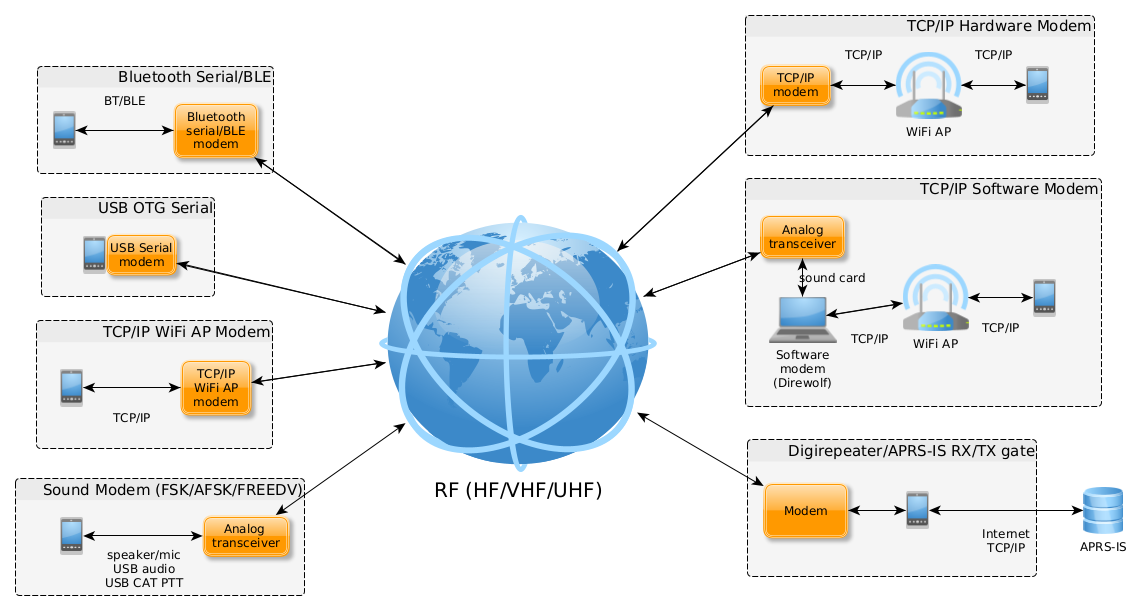 Bluetooth Serial/BLE
BT/BLE
Bluetooth
serial/BLE
modem
USB OTG Serial
USB Serial
modem
TCP/IP WiFi AP Modem
TCP/IP
WiFi AP
modem
TCP/IP
Sound Modem (FSK/AFSK/FREEDV)
Analog
transceiver
speaker/mic
USB audio
USB CAT PTT
RF (HF/VHF/UHF)
TCP/IP Hardware Modem
TCP/IP
TCP/IP
TCP/IP
modem
WiFi AP
TCP/IP Software Modem
Analog
transceiver
sound card
TCP/IP
WiFi AP
TCP/IP
Software
modem
(Direwolf)
Digirepeater/APRS-IS RX/TX gate
Modem
Internet
TCP/IP
APRS-IS